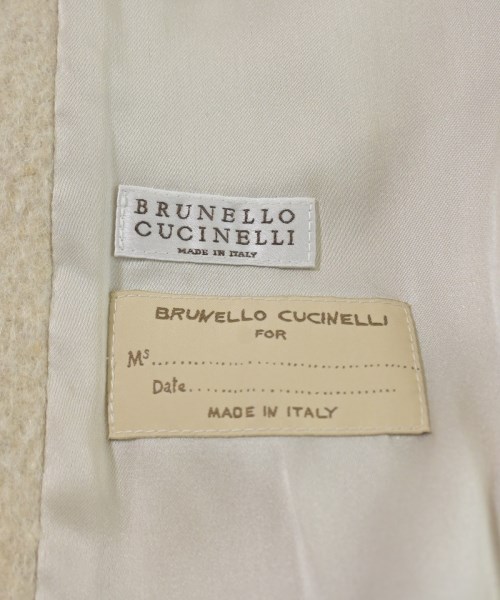 BRUNELLO
CUCINELLI
MADE IN ITALY
BRUNELLO CUCINELLI
FOR
Ms................................................
Date......................................
MADE IN ITALY